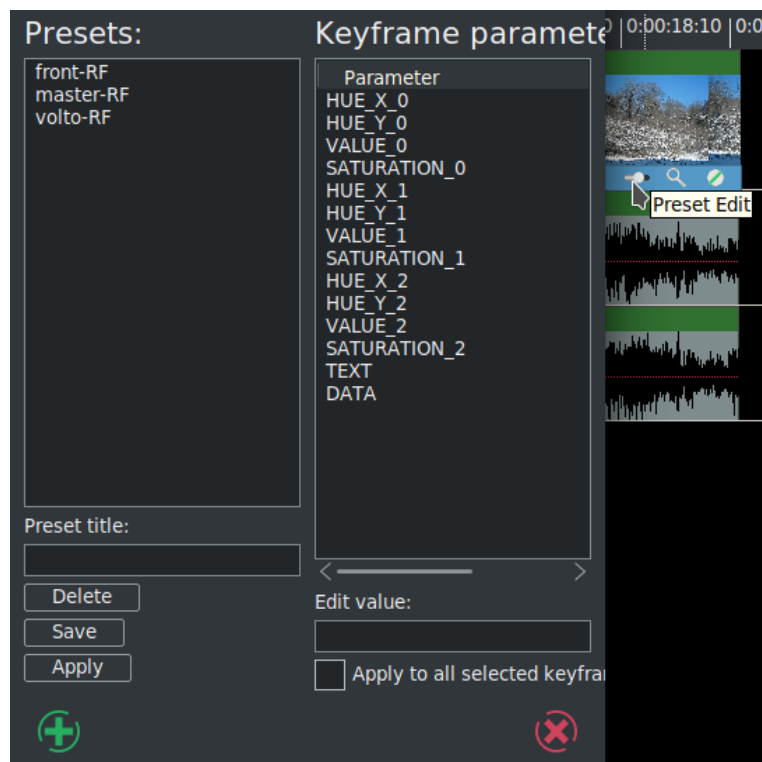 Presets:
front-RF
master-RF
volto-RF
Preset title:
Delete
Save
Apply
Keyframe paramete
Parameter
HUE_X_0
HUE_Y_0
VALUE_0
SATURATION_0
HUE_X_1
HUE_Y_1
VALUE_1
SATURATION_1
HUE_X_2
HUE_Y_2
VALUE_2
SATURATION_2
TEXT
DATA
Edit value:
Apply to all selected keyfra
0:00:18:10
0:0
Preset Edit